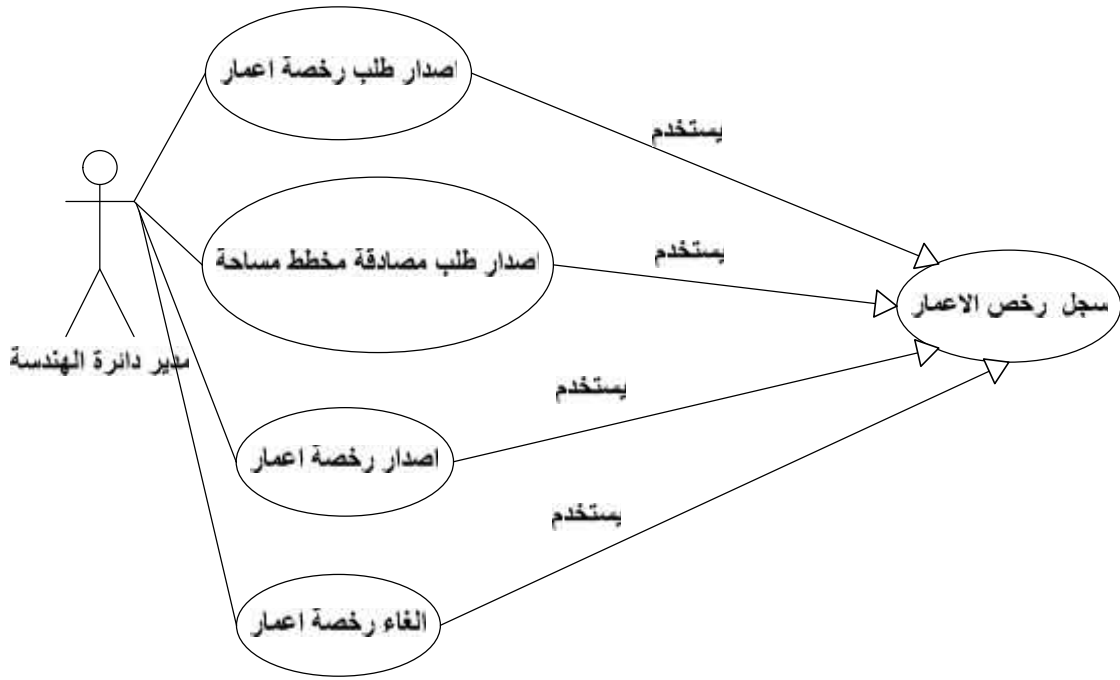 اصدار طلب رخصة اعمار
يستخدم
اصدار طلب مصادقة مخطط مساحة
يستخدم
سجل رخص الاعمار
مدير دائرة الهندسة
يستخدم
اصدار رخصة اعمار
يستخدم
الغاء رخصة اعمار